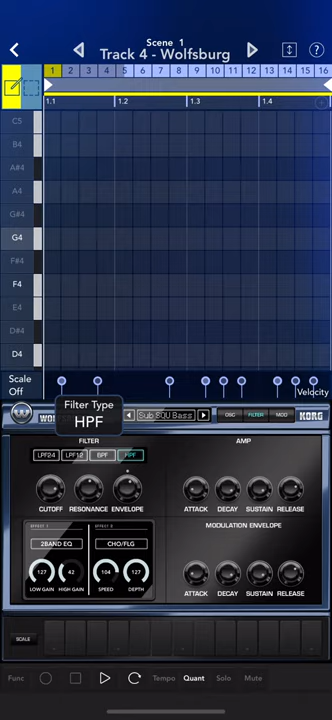 Scene 1
Track 4 - Wolfsburg
?
1 2 3 4 5 6 7 8 9 10 11 12 13 14 15 16
1.1 1.2 1.3 1.4
C5
B4
A#4
A4
G#4
G4
F#4
F4
E4
D#4
D4
Scale
Off
Velocity
Filter Type
HPF
Sub SQU Bass
OSC FILTER MOD KORG
FILTER AMP
LPF24 LPF12 BPF HPF
CUTOFF RESONANCE ENVELOPE ATTACK DECAY SUSTAIN RELEASE
EFFECT 1 EFFECT 2 MODULATION ENVELOPE
2BAND EQ CHO/FLG
127 42 104 127
LOW GAIN HIGH GAIN SPEED DEPTH ATTACK DECAY SUSTAIN RELEASE
SCALE
Func Tempo Quant Solo Mute